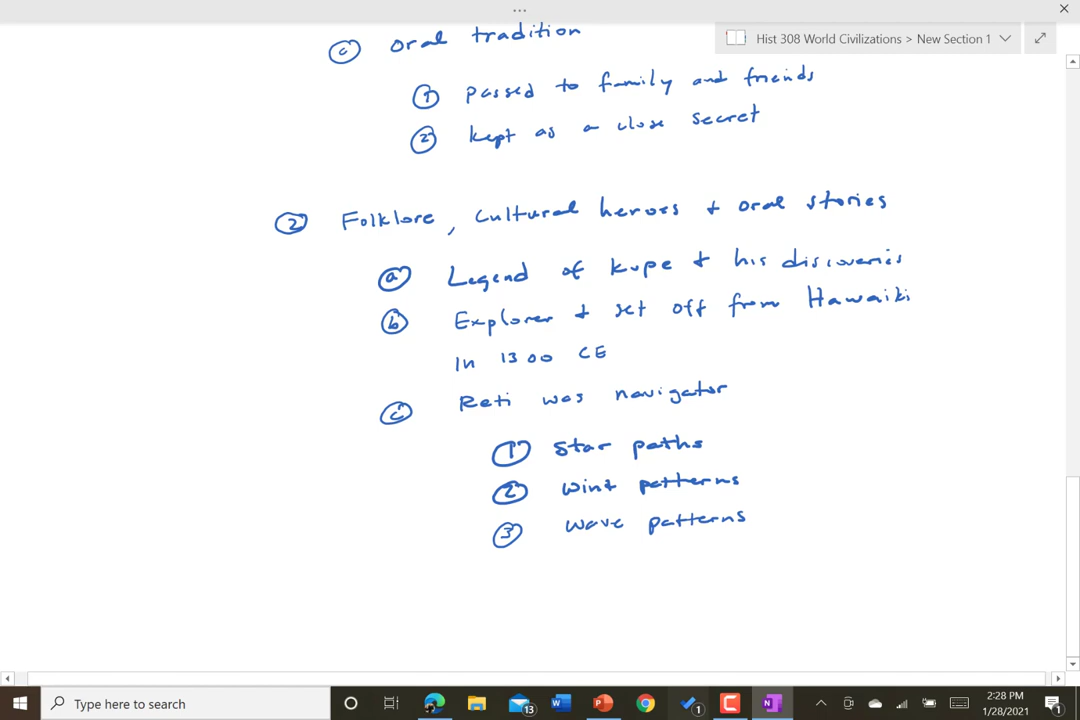 Hist 308 World Civilizations > New Section 1
c oral tradition
1 passed to family and friends
2 kept as a close secret
2 Folklore, cultural heroes + oral stories
a Legend of Kupe + his discoveries
b Explorer + set off from Hawaiki
In 1300 CE
c Reti was navigator
1 Star paths
2 Wind patterns
3 wave patterns
Type here to search
13
1
2:28 PM
1/28/2021
1